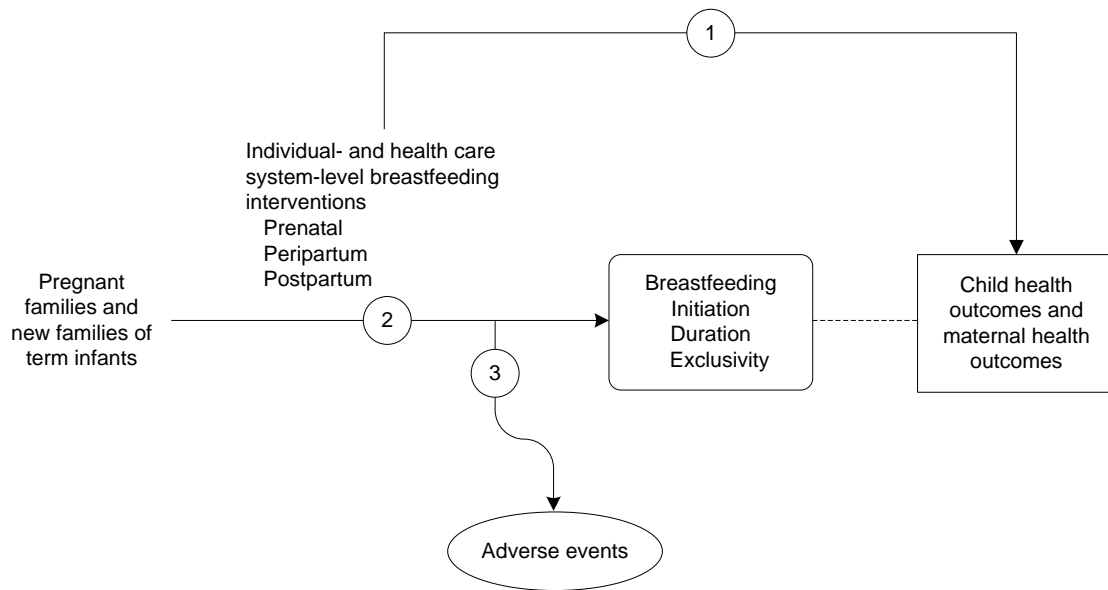 1
Individual- and health care
system-level breastfeeding
interventions
Prenatal
Peripartum
Postpartum
Pregnant
families and
new families of
term infants
2
3
Breastfeeding
Initiation
Duration
Exclusivity
Child health
outcomes and
maternal health
outcomes
Adverse events